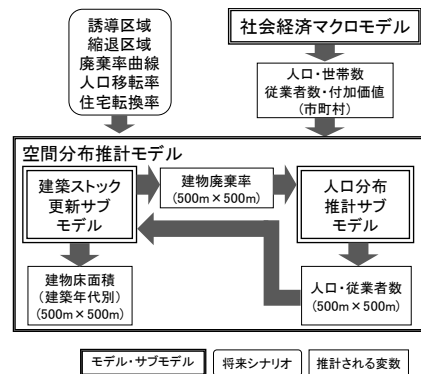 誘導区域
縮退区域
廃棄率曲線
人口移転率
住宅転換率
社会経済マクロモデル
人口・世帯数
従業者数・付加価値
(市町村)
空間分布推計モデル
建築ストック
更新サブ
モデル
建物廃棄率
(500m×500m)
人口分布
推計サブ
モデル
建物床面積
(建築年代別)
(500m×500m)
人口・従業者数
(500m×500m)
モデル・サブモデル
将来シナリオ
推計される変数